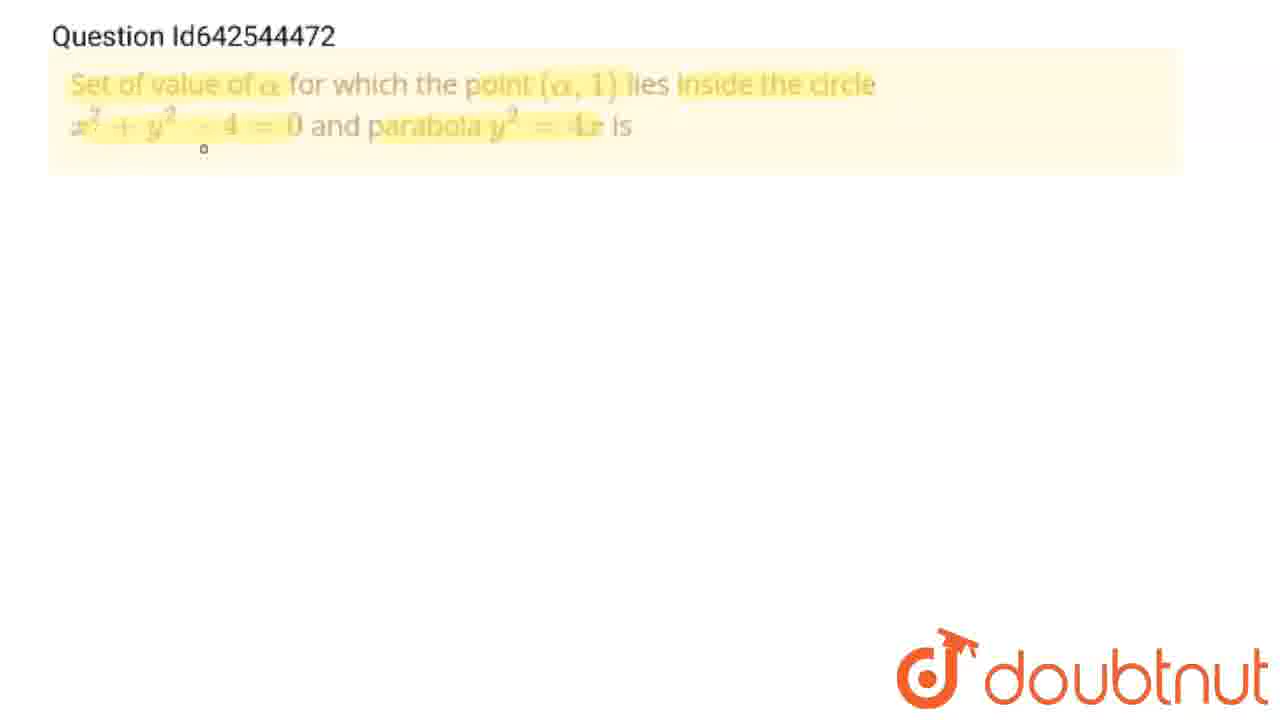 Question Id642544472
Set of value of α for which the point (α, 1) lies inside the circle
x² + y² - 4 = 0 and parabola y² = 4x is
doubtnut